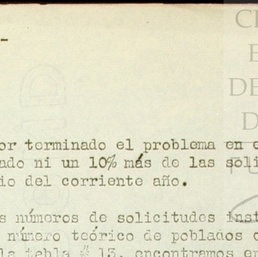 or terminado el problema en
ado ni un 10% más de las soli
io del corriente año.
s números de solicitudes inst
número teórico de poblados
la tabla # 13, encontramos en